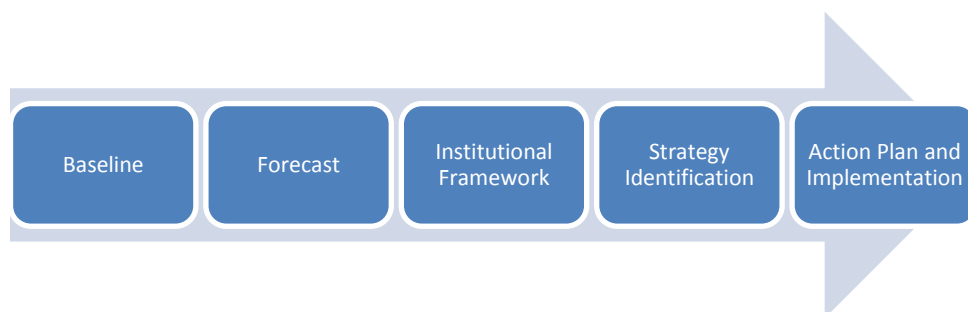 Baseline
Forecast
Institutional
Framework
Strategy
Identification
Action Plan and
Implementation